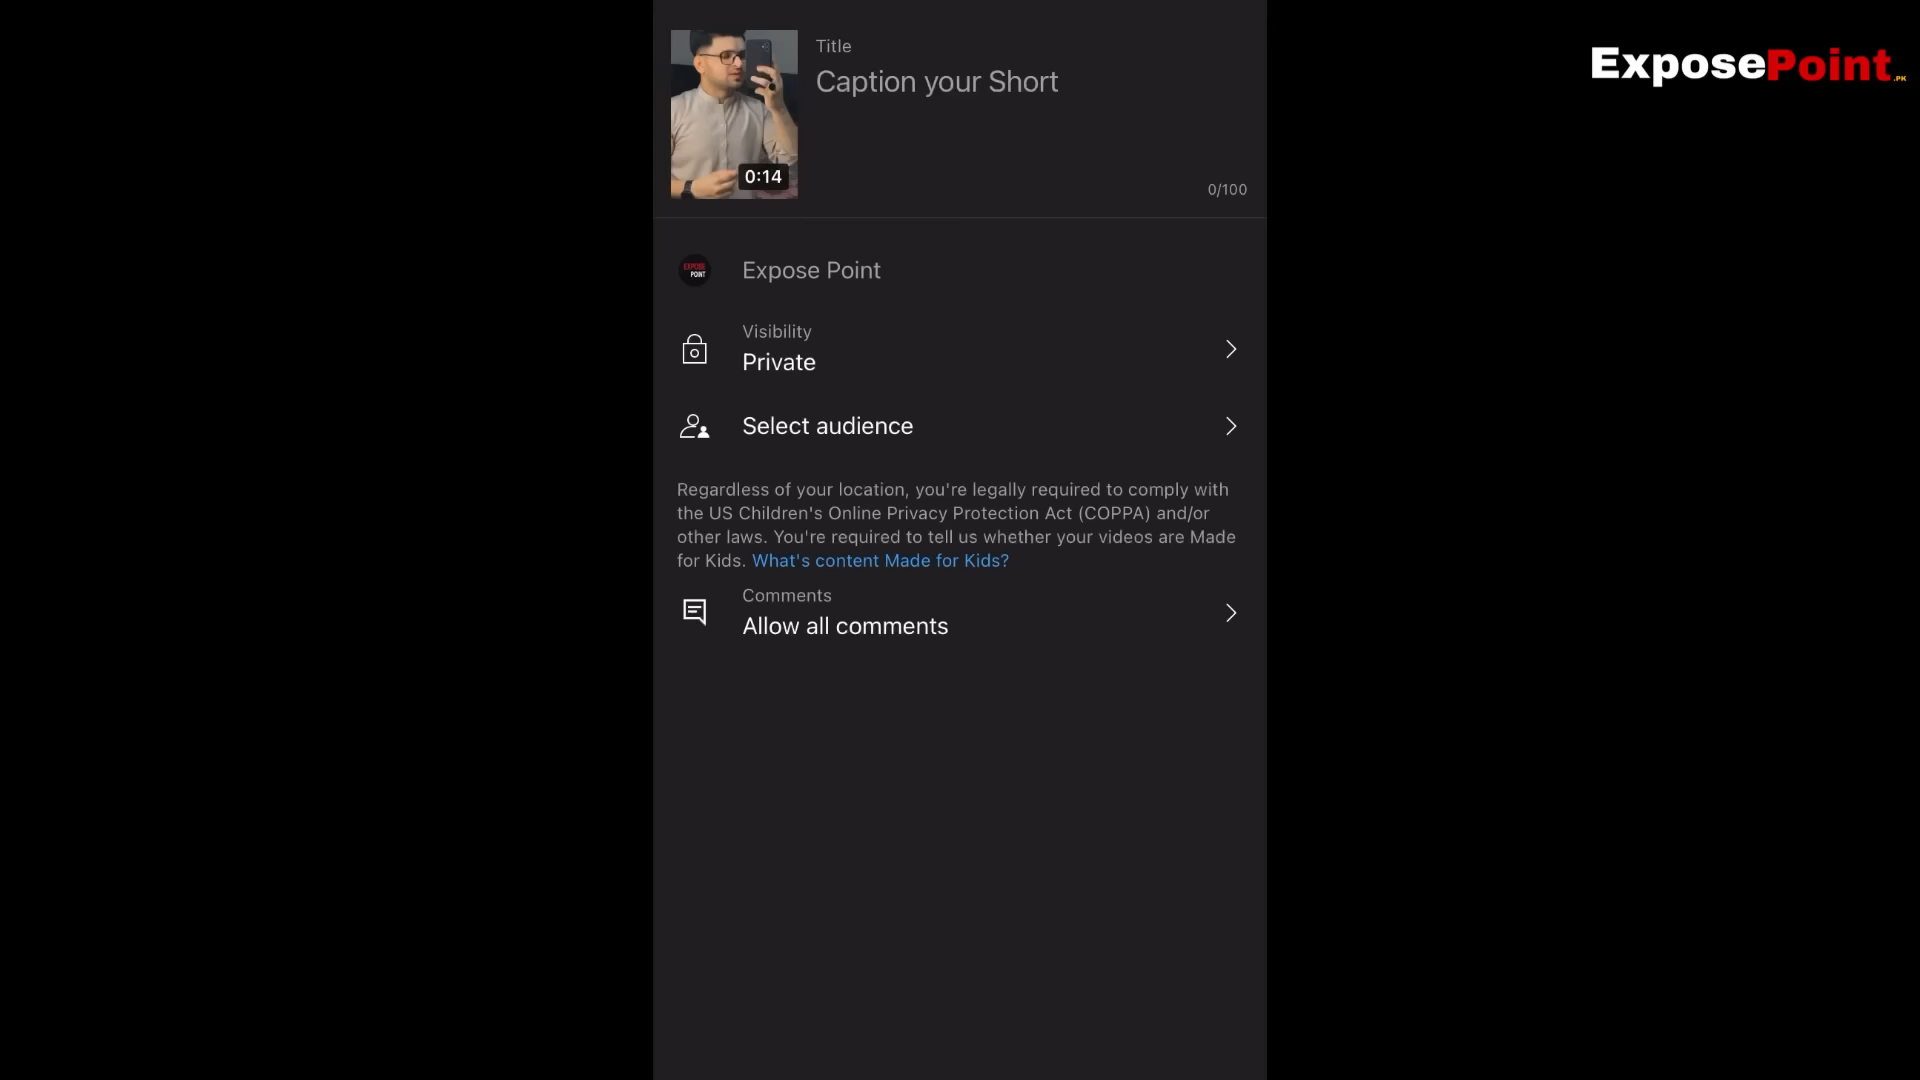 Title
Caption your Short
0:14
0/100
ExposePoint.PK
EXPOSE
POINT
Expose Point
Visibility
Private
Select audience
Regardless of your location, you're legally required to comply with
the US Children's Online Privacy Protection Act (COPPA) and/or
other laws. You're required to tell us whether your videos are Made
for Kids. What's content Made for Kids?
Comments
Allow all comments